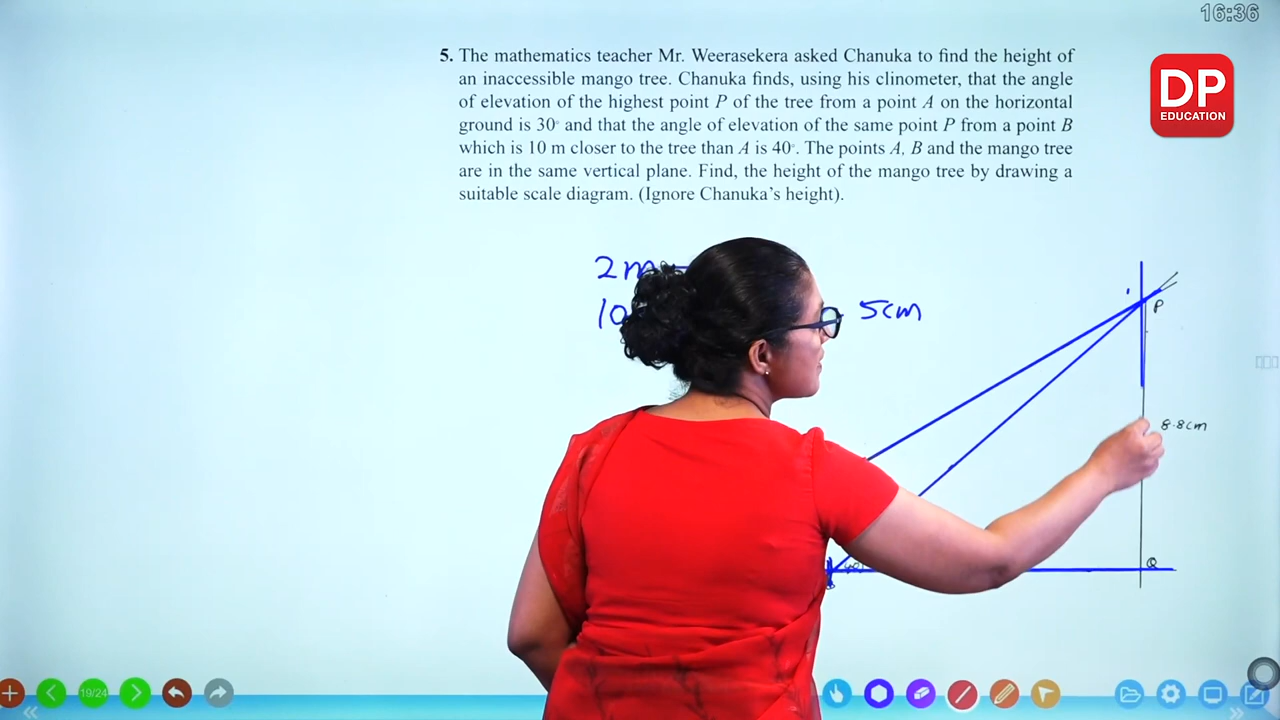 16:36
DP
EDUCATION
5. The mathematics teacher Mr. Weerasekera asked Chanuka to find the height of
an inaccessible mango tree. Chanuka finds, using his clinometer, that the angle
of elevation of the highest point P of the tree from a point A on the horizontal
ground is 30° and that the angle of elevation of the same point P from a point B
which is 10 m closer to the tree than A is 40°. The points A, B and the mango tree
are in the same vertical plane. Find, the height of the mango tree by drawing a
suitable scale diagram. (Ignore Chanuka's height).
2m
10
5cm
P
8.8cm
Q
19/24